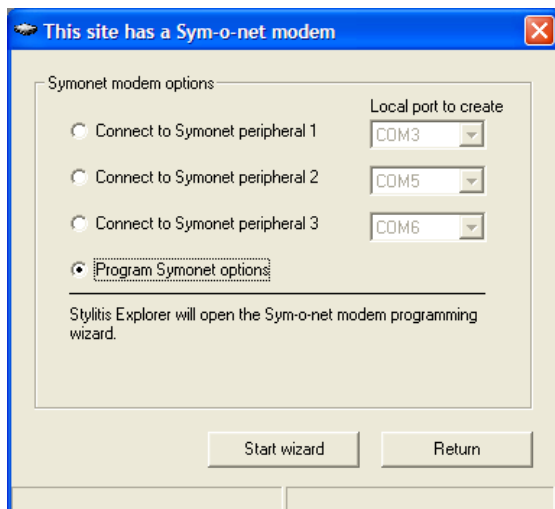 This site has a Sym-o-net modem
Symonet modem options
Local port to create
Connect to Symonet peripheral 1
COM3
Connect to Symonet peripheral 2
COM5
Connect to Symonet peripheral 3
COM6
Program Symonet options
Stylitis Explorer will open the Sym-o-net modem programming
wizard.
Start wizard
Return